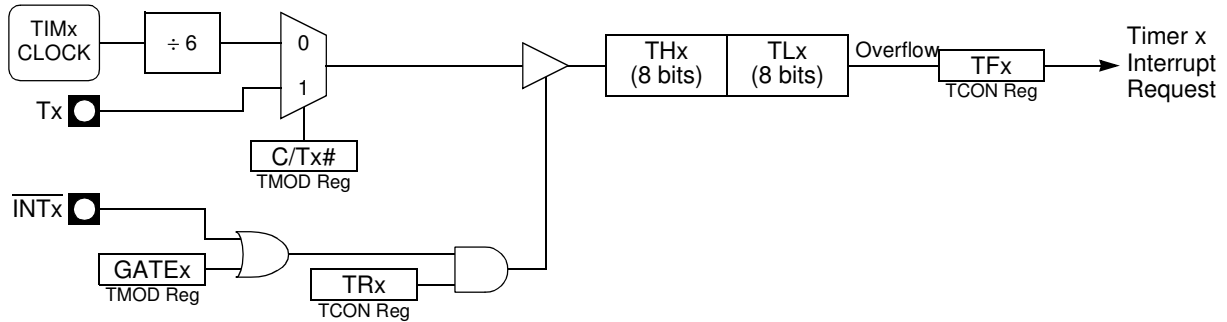 TIMx
CLOCK
÷ 6
0
1
Tx
C/Tx#
TMOD Reg
INTx
GATEx
TMOD Reg
TRx
TCON Reg
THx
(8 bits)
TLx
(8 bits)
Overflow
TFx
TCON Reg
Timer x
Interrupt
Request